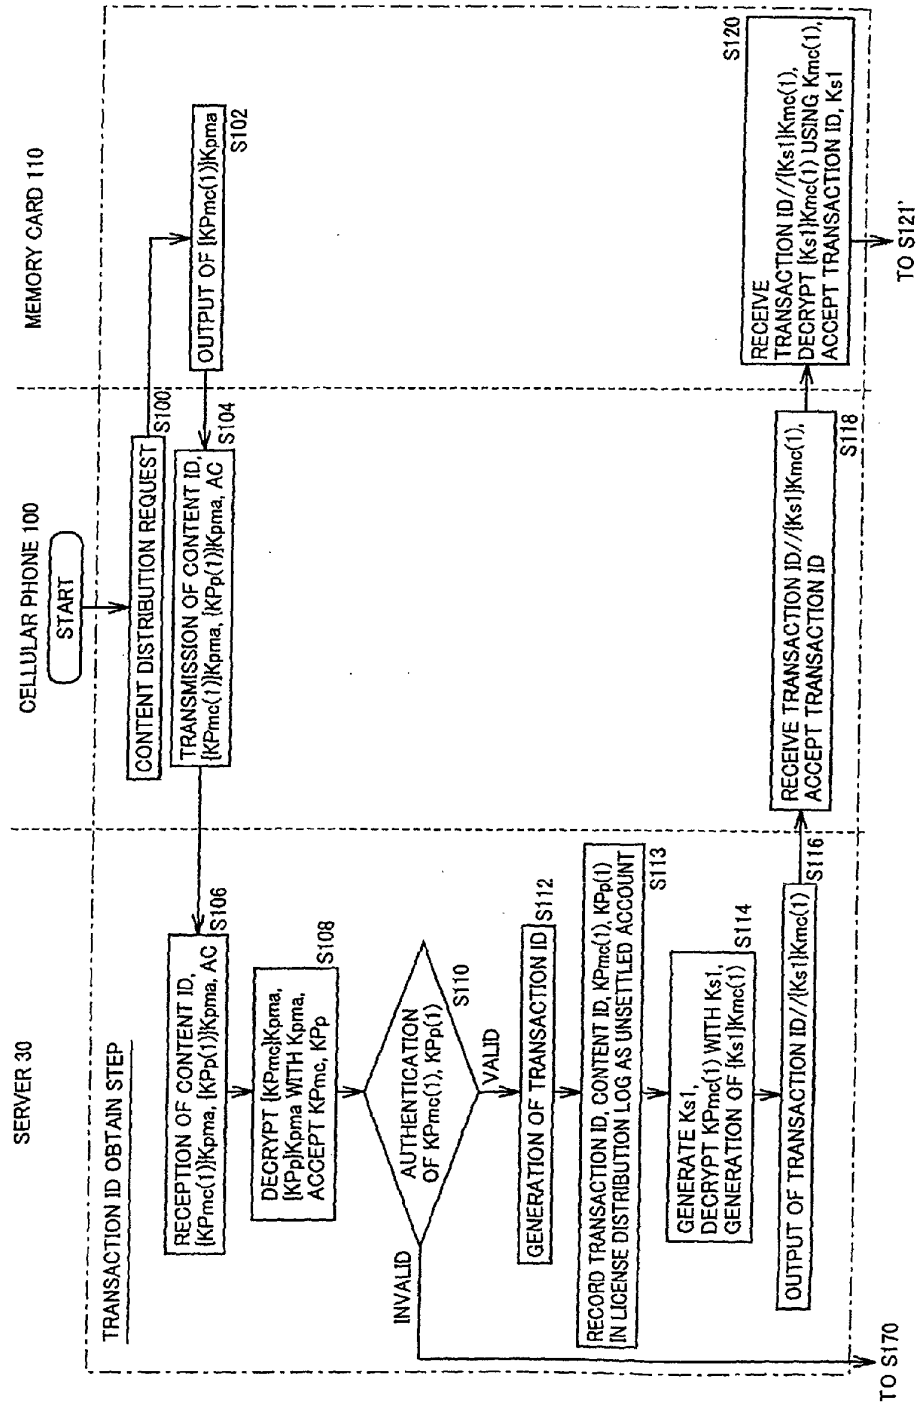 SERVER 30
CELLULAR PHONE 100
MEMORY CARD 110
TRANSACTION ID OBTAIN STEP
START
CONTENT DISTRIBUTION REQUEST
S100
OUTPUT OF {KPmc(1)}Kpma
S102
TRANSMISSION OF CONTENT ID,
{KPmc(1)}Kpma, {KPp(1)}Kpma, AC
S104
RECEPTION OF CONTENT ID,
{KPmc(1)}Kpma, {KPp(1)}Kpma, AC
S106
DECRYPT {KPmc}Kpma,
{KPp}Kpma WITH Kpma,
ACCEPT KPmc, KPp
S108
AUTHENTICATION
OF KPmc(1), KPp(1)
S110
INVALID
VALID
GENERATION OF TRANSACTION ID
S112
RECORD TRANSACTION ID, CONTENT ID, KPmc(1), KPp(1)
IN LICENSE DISTRIBUTION LOG AS UNSETTLED ACCOUNT
S113
GENERATE Ks1,
DECRYPT KPmc(1) WITH Ks1,
GENERATION OF {Ks1}Kmc(1)
S114
OUTPUT OF TRANSACTION ID//{Ks1}Kmc(1)
S116
RECEIVE TRANSACTION ID//{Ks1}Kmc(1),
ACCEPT TRANSACTION ID
S118
RECEIVE
TRANSACTION ID//{Ks1}Kmc(1),
DECRYPT {Ks1}Kmc(1) USING Kmc(1),
ACCEPT TRANSACTION ID, Ks1
S120
TO S170
TO S121'